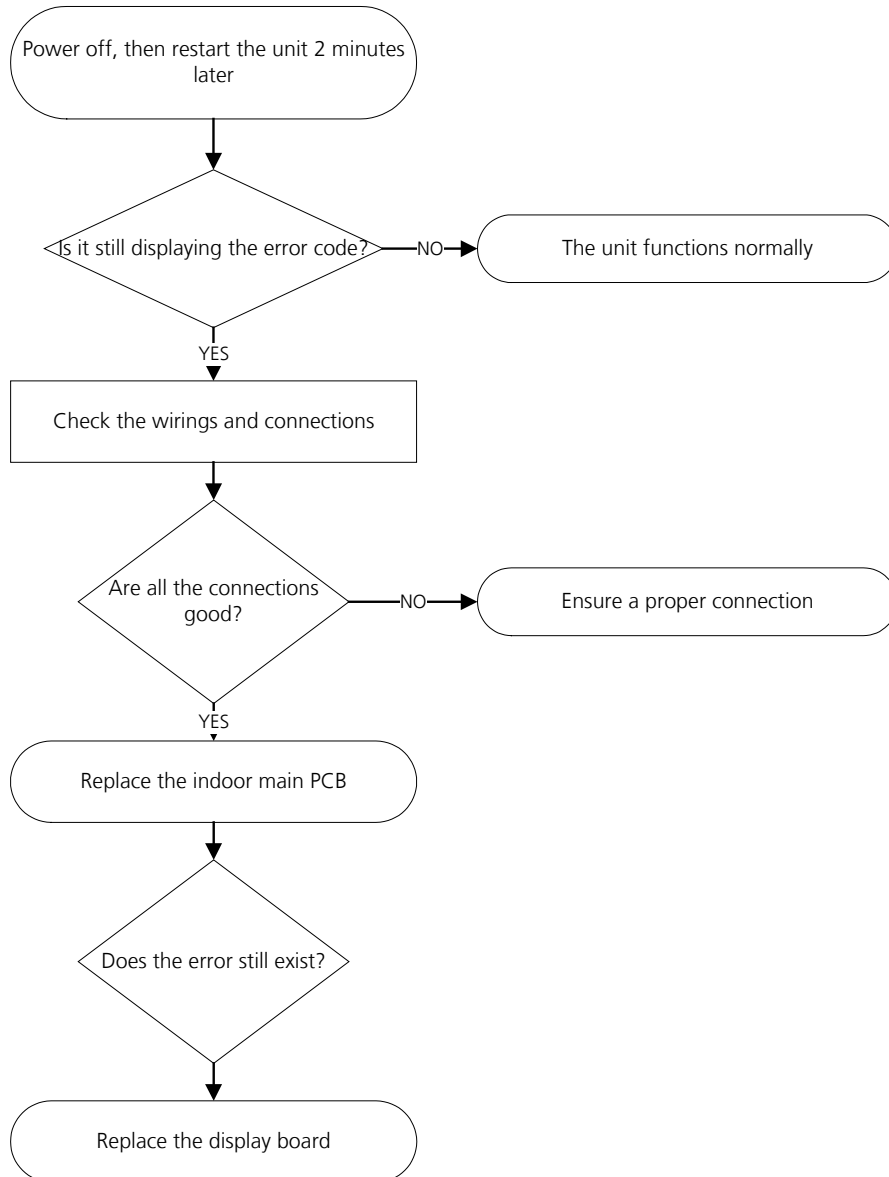 Power off, then restart the unit 2 minutes
later
Is it still displaying the error code?
NO
The unit functions normally
YES
Check the wirings and connections
Are all the connections
good?
NO
Ensure a proper connection
YES
Replace the indoor main PCB
Does the error still exist?
Replace the display board